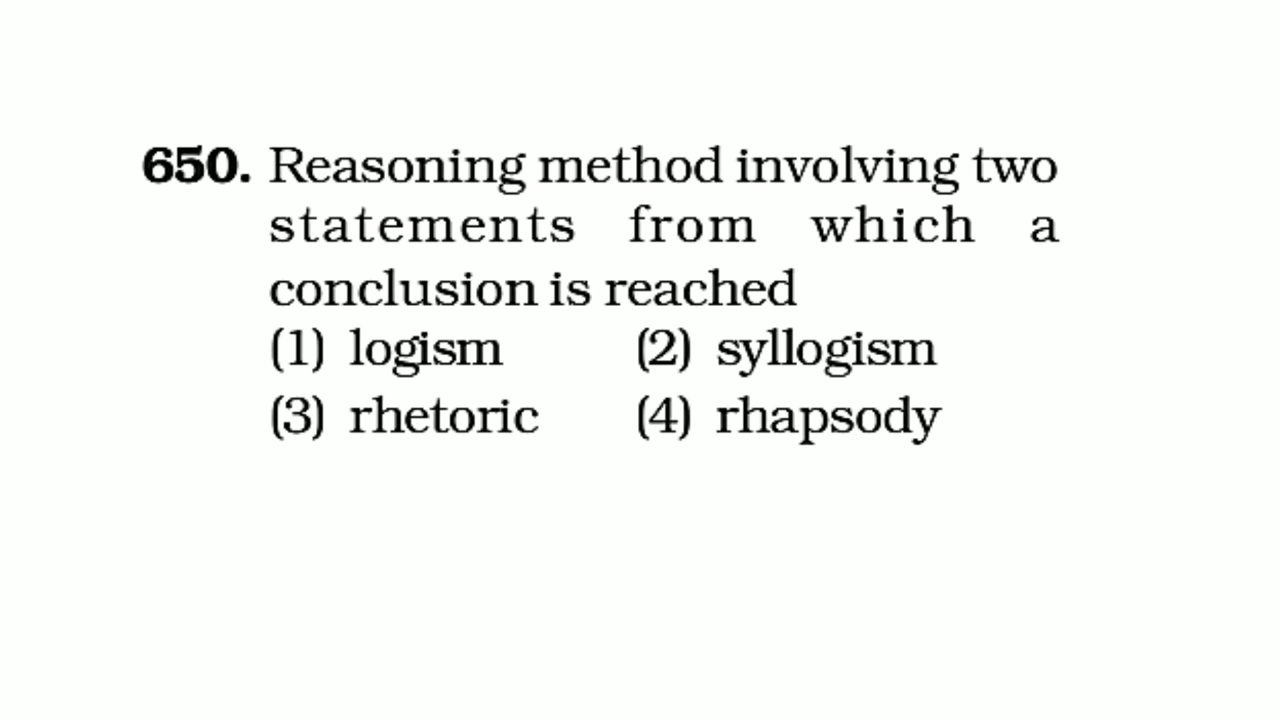 650. Reasoning method involving two
statements from which a
conclusion is reached
(1) logism (2) syllogism
(3) rhetoric (4) rhapsody